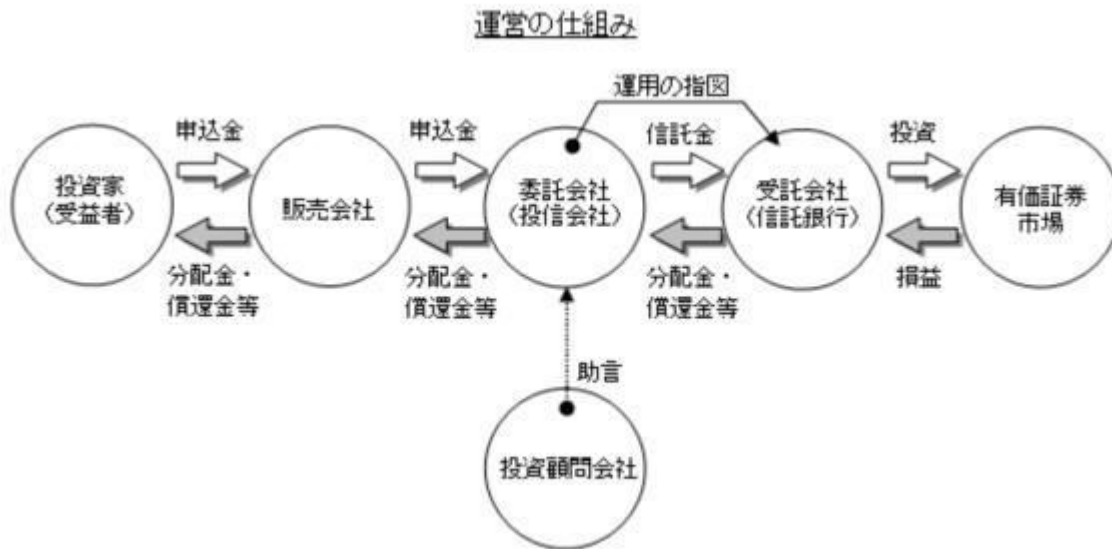 運営の仕組み
運用の指図
申込金
申込金
信託金
投資
投資家
〈受益者〉
販売会社
委託会社
〈投信会社〉
受託会社
〈信託銀行〉
有価証券
市場
分配金・
償還金等
分配金・
償還金等
分配金・
償還金等
損益
助言
投資顧問会社